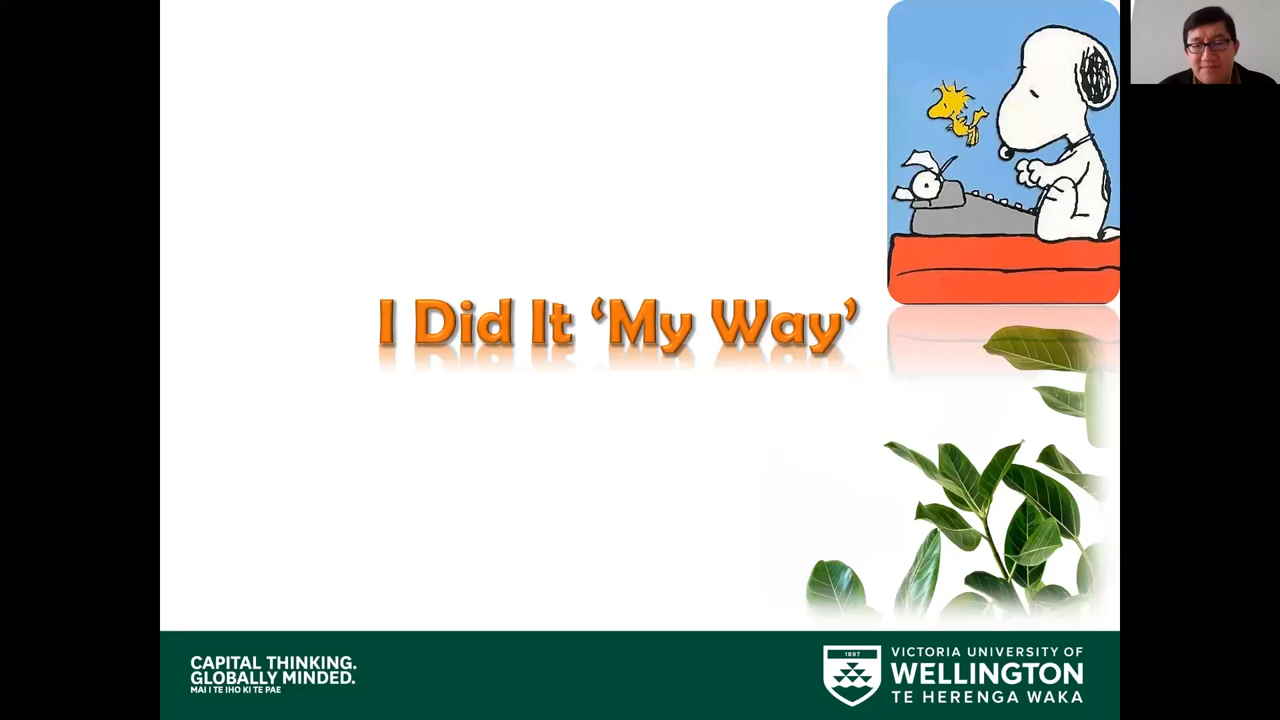 I Did It ‘My Way’
CAPITAL THINKING.
GLOBALLY MINDED.
MAI I TE IHO KI TE PAE
1897
VICTORIA UNIVERSITY OF
WELLINGTON
TE HERENGA WAKA